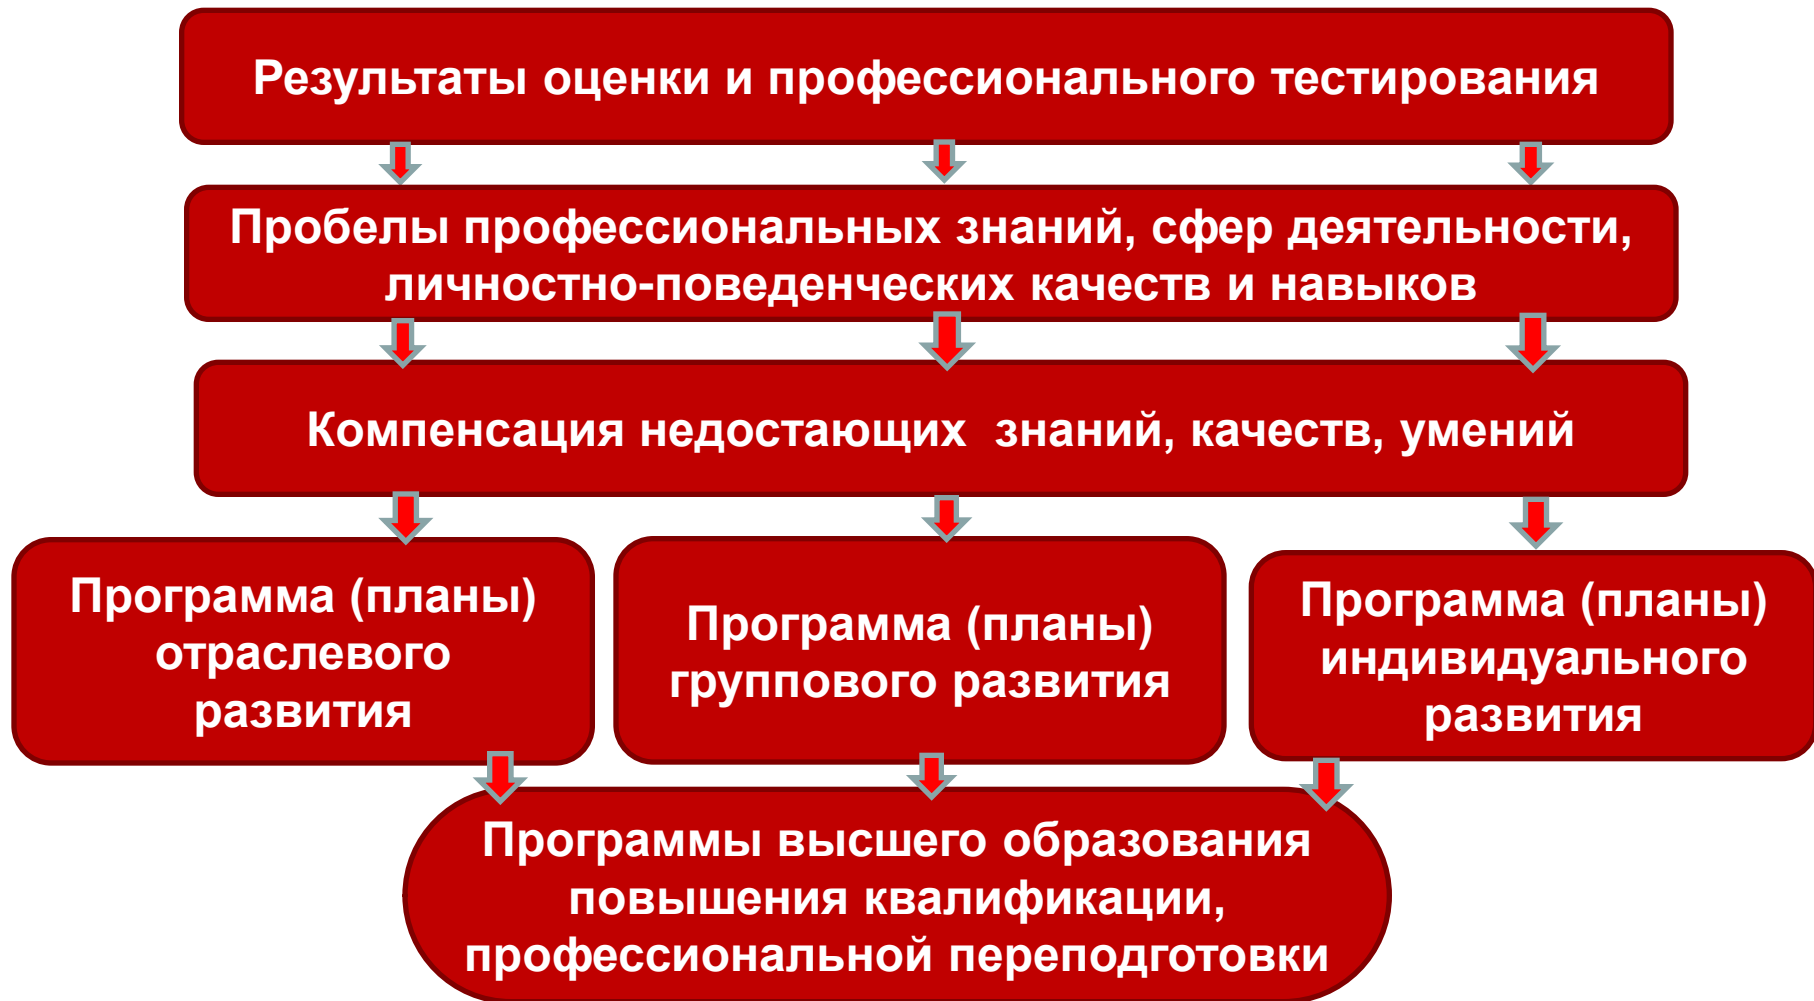 Результаты оценки и профессионального тестирования
Пробелы профессиональных знаний, сфер деятельности,
личностно-поведенческих качеств и навыков
Компенсация недостающих  знаний, качеств, умений
Программа (планы)
отраслевого
развития
Программа (планы)
группового развития
Программа (планы)
индивидуального
развития
Программы высшего образования
повышения квалификации,
профессиональной переподготовки